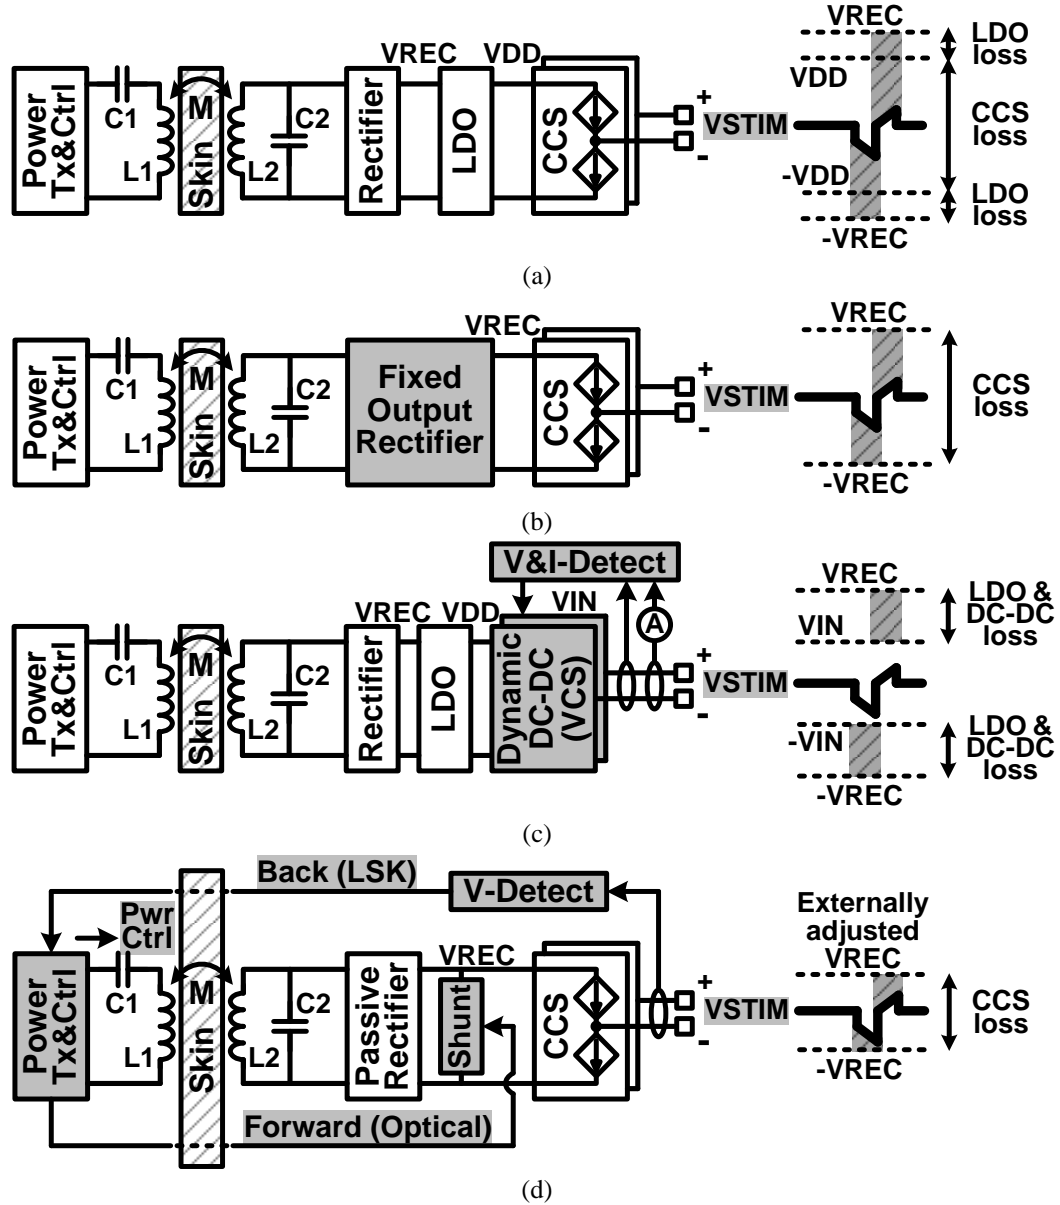 Power
Tx&Ctrl
C1
L1
M
Skin
L2
C2
Rectifier
VREC
LDO
VDD
CCS
+
-
VSTIM
VREC
VDD
-VDD
-VREC
LDO
loss
CCS
loss
LDO
loss
(a)
Power
Tx&Ctrl
C1
L1
M
Skin
L2
C2
Fixed
Output
Rectifier
VREC
CCS
+
-
VSTIM
VREC
-VREC
CCS
loss
(b)
Power
Tx&Ctrl
C1
L1
M
Skin
L2
C2
Rectifier
VREC
LDO
VDD
V&I-Detect
VIN
Dynamic
DC-DC
(VCS)
A
+
-
VSTIM
VREC
VIN
-VIN
-VREC
LDO &
DC-DC
loss
LDO &
DC-DC
loss
(c)
Back (LSK)
V-Detect
Pwr
Ctrl
Power
Tx&Ctrl
C1
L1
M
Skin
L2
C2
Passive
Rectifier
VREC
Shunt
CCS
+
-
VSTIM
Externally
adjusted
VREC
-VREC
CCS
loss
Forward (Optical)
(d)